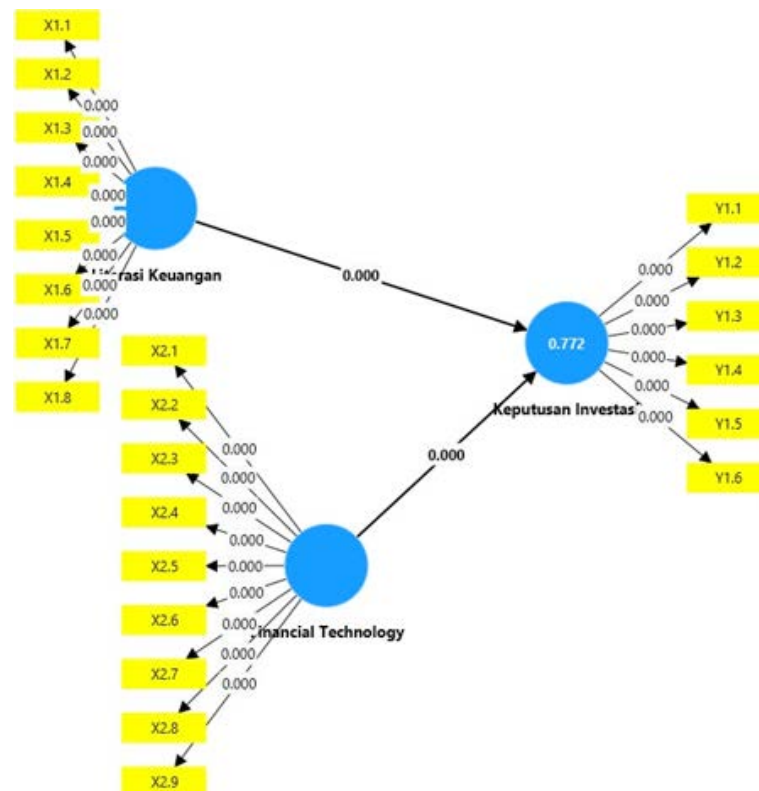 X1.1
X1.2
X1.3
X1.4
X1.5
X1.6
X1.7
X1.8
0.000
0.000
0.000
0.000
0.000
0.000
0.000
0.000
Literasi Keuangan
0.000
X2.1
X2.2
X2.3
X2.4
X2.5
X2.6
X2.7
X2.8
X2.9
0.000
0.000
0.000
0.000
0.000
0.000
0.000
0.000
0.000
Financial Technology
0.000
0.772
Keputusan Investas
0.000
0.000
0.000
0.000
0.000
0.000
Y1.1
Y1.2
Y1.3
Y1.4
Y1.5
Y1.6